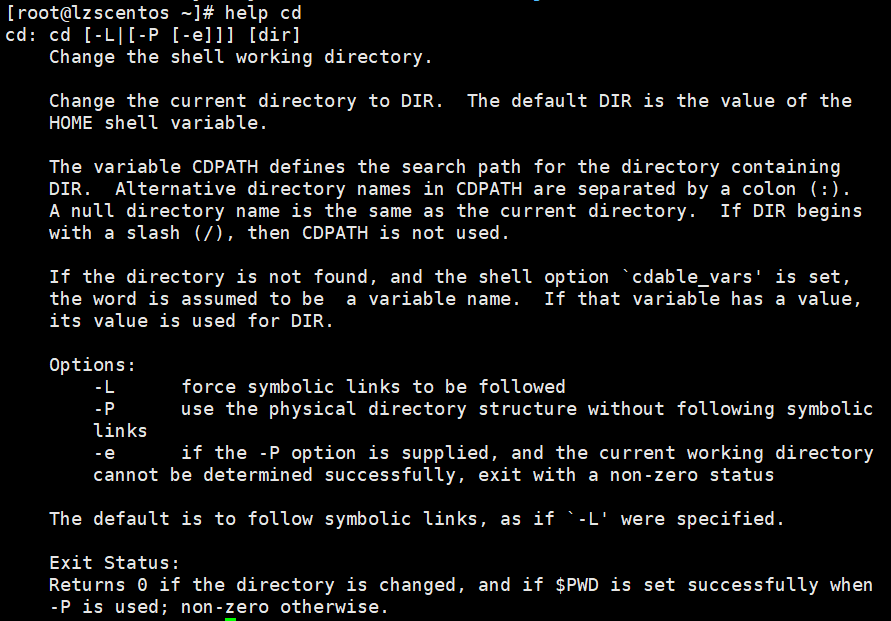 [root@lzscentos ~]# help cd
cd: cd [-L|[-P [-e]]] [dir]
    Change the shell working directory.

    Change the current directory to DIR.  The default DIR is the value of the
    HOME shell variable.

    The variable CDPATH defines the search path for the directory containing
    DIR.  Alternative directory names in CDPATH are separated by a colon (:).
    A null directory name is the same as the current directory.  If DIR begins
    with a slash (/), then CDPATH is not used.

    If the directory is not found, and the shell option `cdable_vars' is set,
    the word is assumed to be  a variable name.  If that variable has a value,
    its value is used for DIR.

    Options:
        -L      force symbolic links to be followed
        -P      use the physical directory structure without following symbolic
        links
        -e      if the -P option is supplied, and the current working directory
        cannot be determined successfully, exit with a non-zero status

    The default is to follow symbolic links, as if `-L' were specified.

    Exit Status:
    Returns 0 if the directory is changed, and if $PWD is set successfully when
    -P is used; non-zero otherwise.